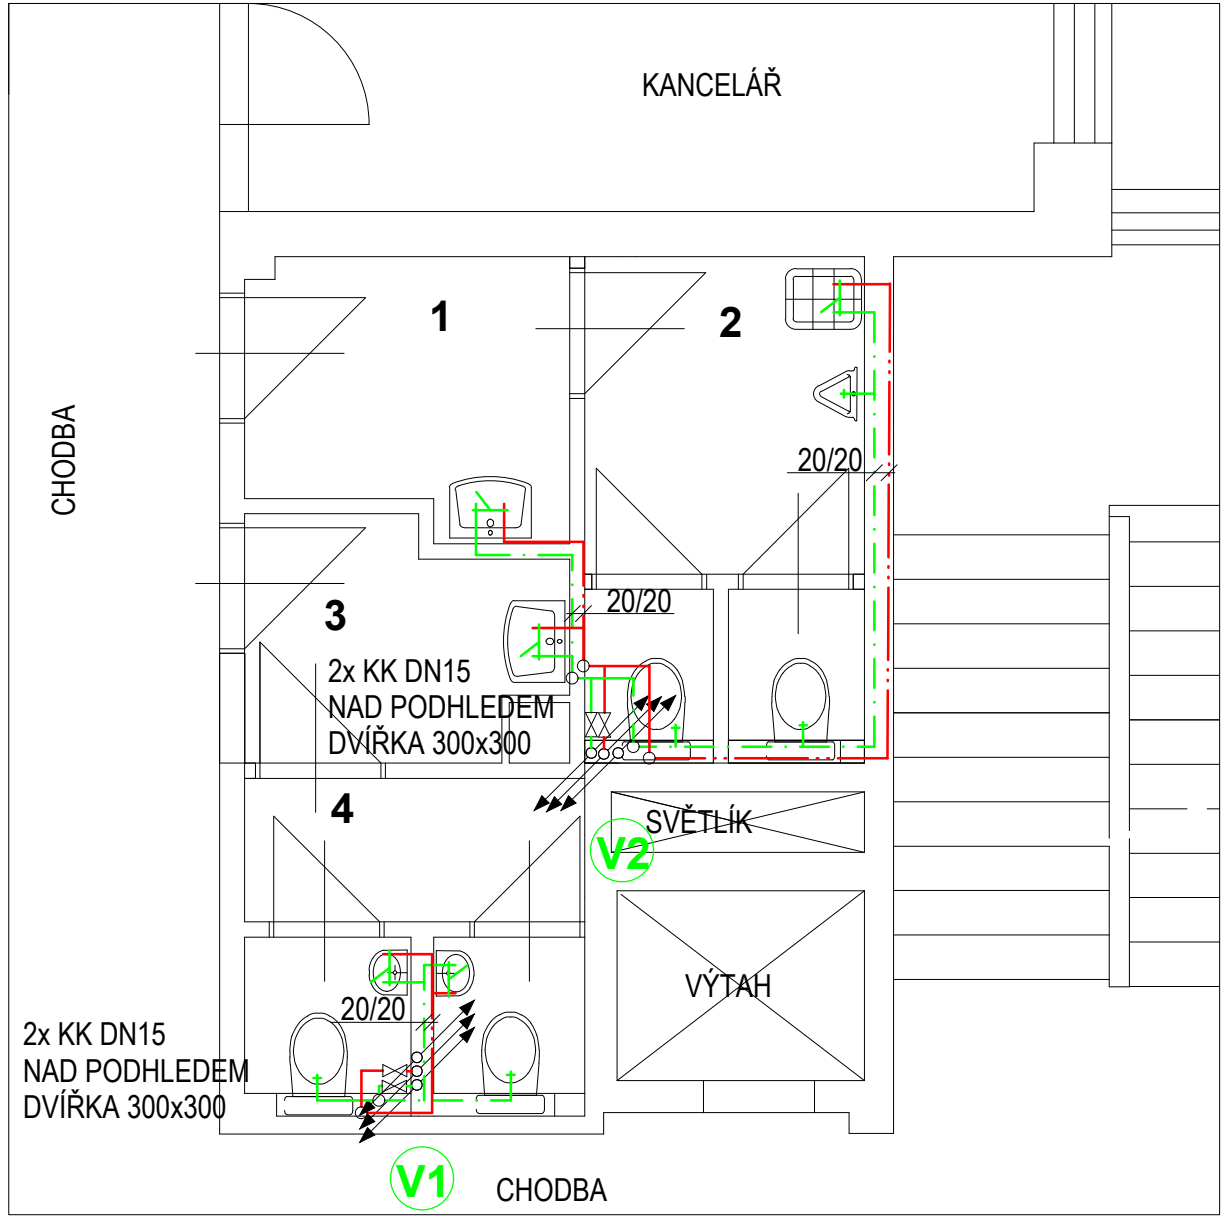 KANCELÁŘ
1
2
CHODBA
20/20
3
20/20
2x KK DN15
NAD PODHLEDEM
DVÍŘKA 300x300
4
SVĚTLÍK
V2
VÝTAH
20/20
2x KK DN15
NAD PODHLEDEM
DVÍŘKA 300x300
V1
CHODBA